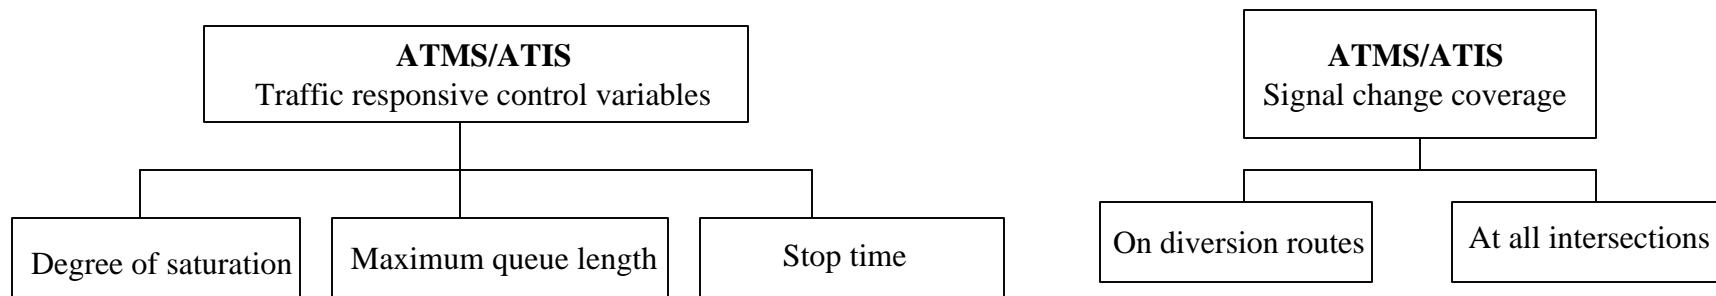 ATMS/ATIS
Traffic responsive control variables
Degree of saturation
Maximum queue length
Stop time
ATMS/ATIS
Signal change coverage
On diversion routes
At all intersections